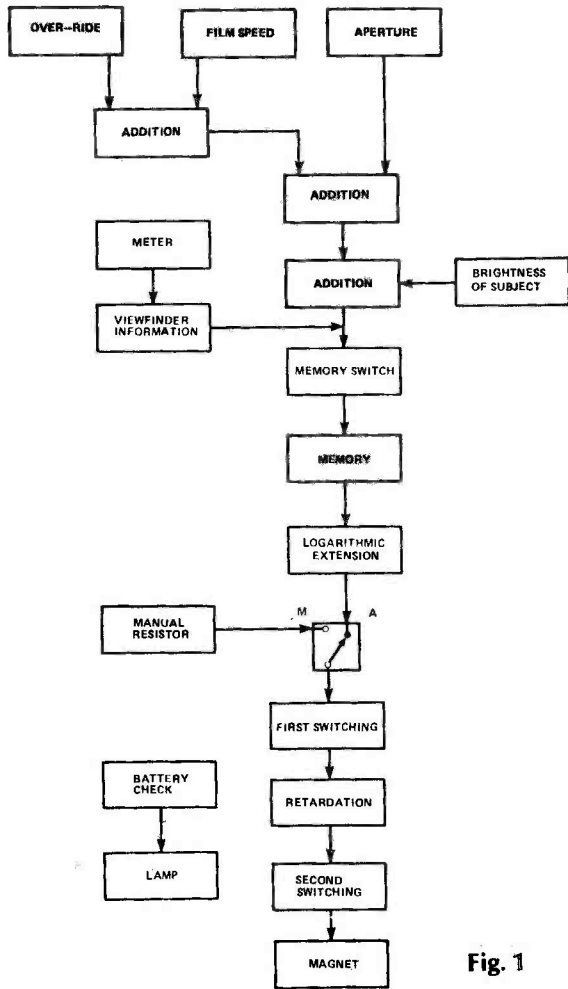 OVER-RIDE
FILM SPEED
APERTURE
ADDITION
ADDITION
METER
ADDITION
BRIGHTNESS
OF SUBJECT
VIEWFINDER
INFORMATION
MEMORY SWITCH
MEMORY
LOGARITHMIC
EXTENSION
M
A
MANUAL
RESISTOR
FIRST SWITCHING
BATTERY
CHECK
RETARDATION
LAMP
SECOND
SWITCHING
MAGNET
Fig. 1